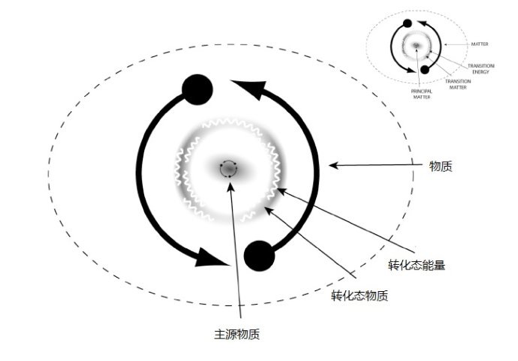 MATTER
TRANSITION
ENERGY
TRANSITION
MATTER
PRINCIPAL
MATTER
物质
转化态能量
转化态物质
主源物质